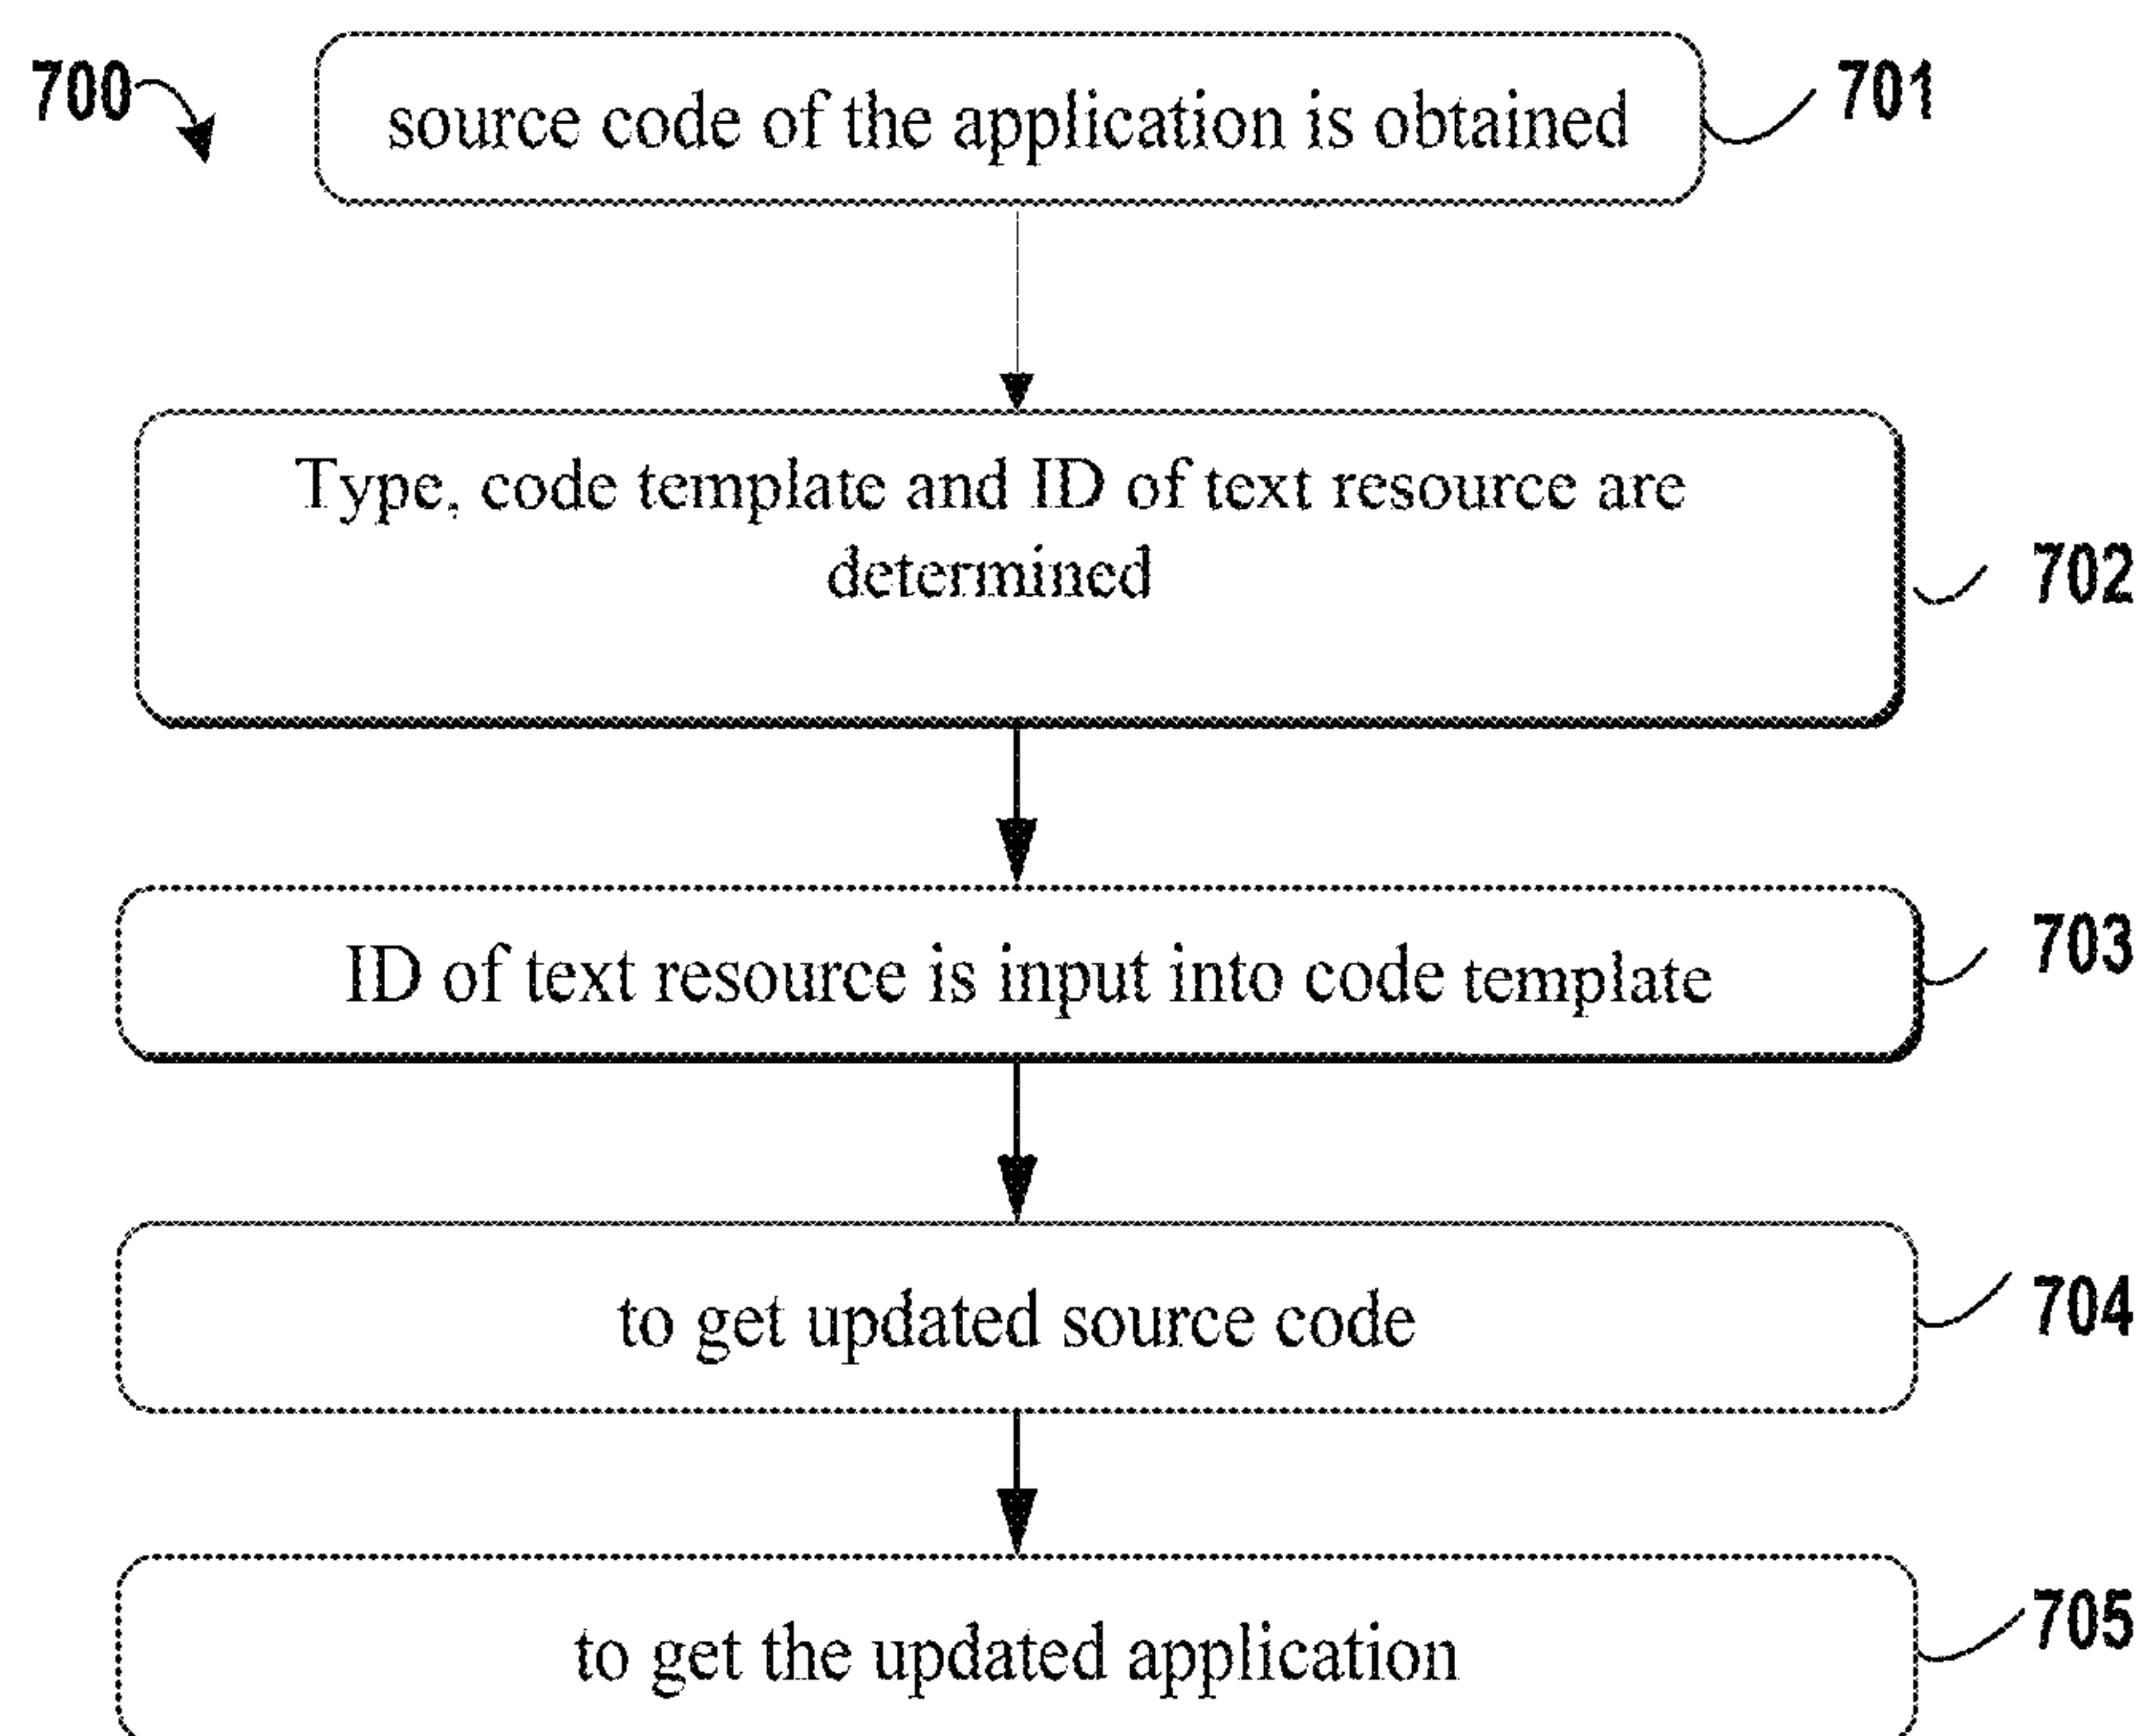 700
source code of the application is obtained
701
Type, code template and ID of text resource are
determined
702
ID of text resource is input into code template
703
to get updated source code
704
to get the updated application
705